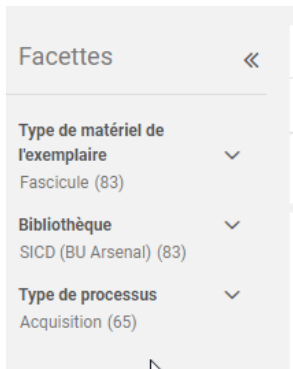 Facettes
Type de matériel de
l'exemplaire
Fascicule (83)
Bibliothèque
SICD (BU Arsenal) (83)
Type de processus
Acquisition (65)